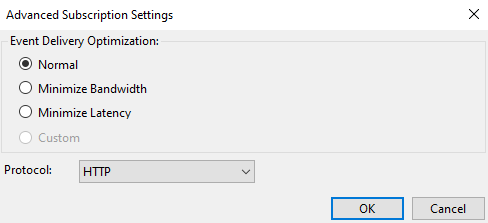 Advanced Subscription Settings
Event Delivery Optimization:
Normal
Minimize Bandwidth
Minimize Latency
Custom
Protocol: HTTP
OK Cancel